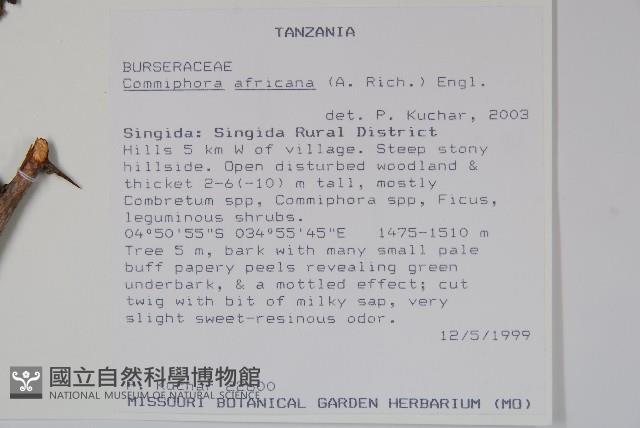 TANZANIA
BURSERACEAE
Commiphora africana (A. Rich.) Engl.
det. P. Kuchar, 2003
Singida: Singida Rural District
Hills 5 km W of village. Steep stony
hillside. Open disturbed woodland &
thicket 2-6(-10) m tall, mostly
Combretum spp, Commiphora spp, Ficus,
leguminous shrubs.
04°50'55"S 034°55'45"E 1475-1510 m
Tree 5 m, bark with many small pale
buff papery peels revealing green
underbark, & a mottled effect; cut
twig with bit of milky sap, very
slight sweet-resinous odor.
12/5/1999
國立自然科學博物館
P. Kuchar
NATIONAL MUSEUM OF NATURAL SCIENCE
MISSOURI BOTANICAL GARDEN HERBARIUM (MO)